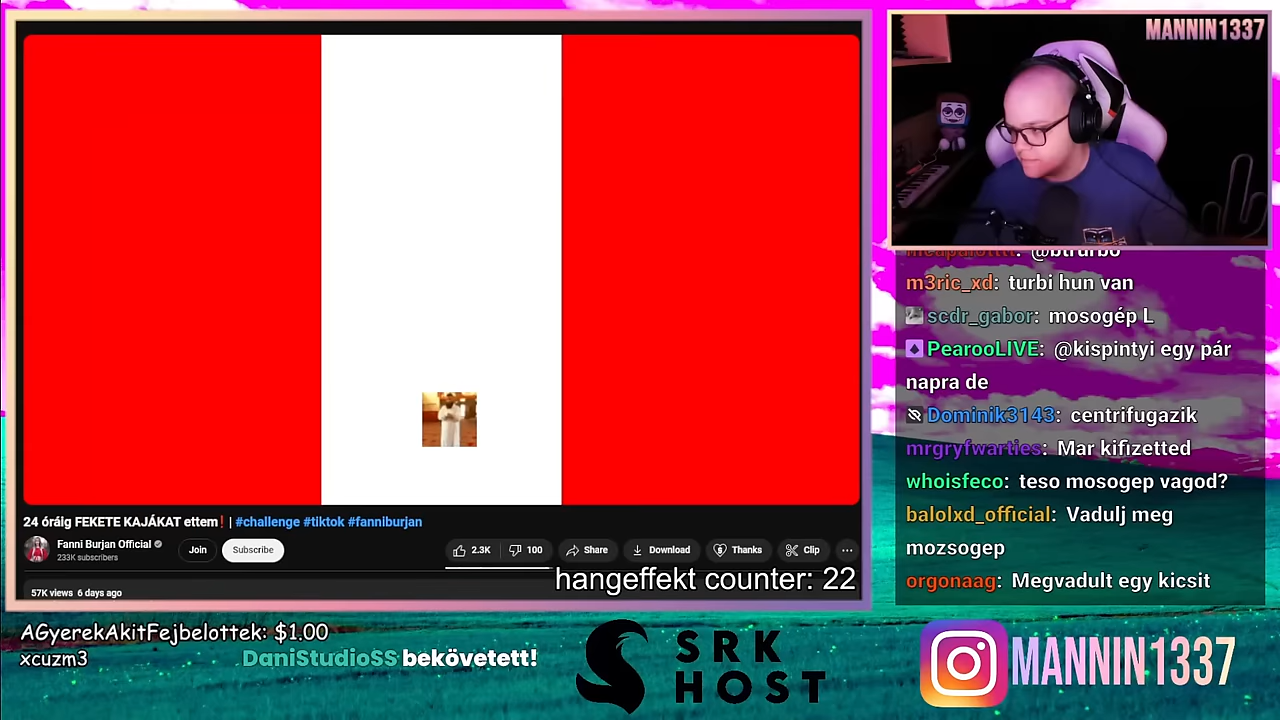 MANNIN1337
@btfurbo
m3ric_xd: turbi hun van
scdr_gabor: mosogép L
PearooLIVE: @kispintyi egy pár
napra de
Dominik3143: centrifugazik
mrgryfwarties: Mar kifizetted
whoisfeco: teso mosogep vagod?
balolxd_official: Vadulj meg
mozsogep
orgonaag: Megvadult egy kicsit
24 óráig FEKETE KAJÁKAT ettem❗ | #challenge #tiktok #fanniburjan
Fanni Burjan Official
233K subscribers
Join
Subscribe
2.3K
100
Share
Download
Thanks
Clip
...
hangeffekt counter: 22
57K views 6 days ago
AGyerekAkitFejbelottek: $1.00
xcuzm3
DaniStudioSS bekövetett!
SRK
HOST
MANNIN1337